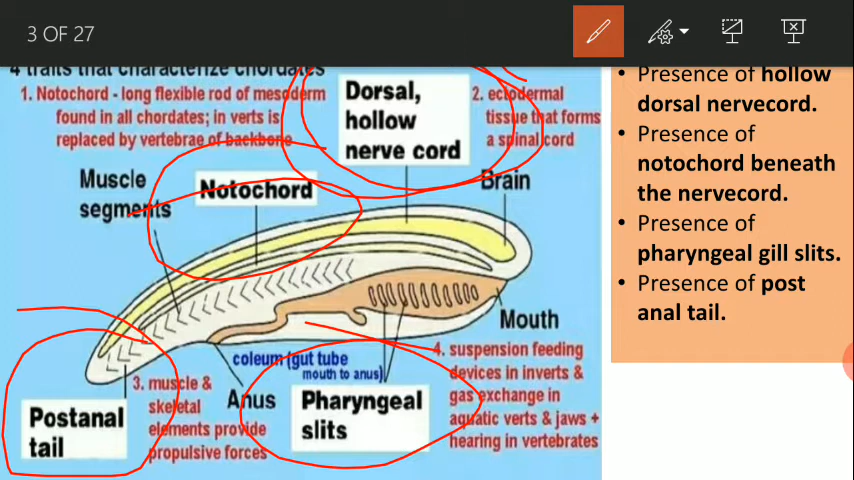 3 OF 27
4 traits that characterize chordates
1. Notochord - long flexible rod of mesoderm
found in all chordates; in verts is
replaced by vertebrae of backbone
Dorsal,
hollow
nerve cord
2. ectodermal
tissue that forms
a spinal cord
Muscle
segments
Notochord
Brain
Mouth
coleum (gut tube
mouth to anus)
Postanal
tail
3. muscle &
skeletal
elements provide
propulsive forces
Anus
Pharyngeal
slits
4. suspension feeding
devices in inverts &
gas exchange in
aquatic verts & jaws +
hearing in vertebrates
• Presence of hollow
dorsal nervecord.
• Presence of
notochord beneath
the nervecord.
• Presence of
pharyngeal gill slits.
• Presence of post
anal tail.